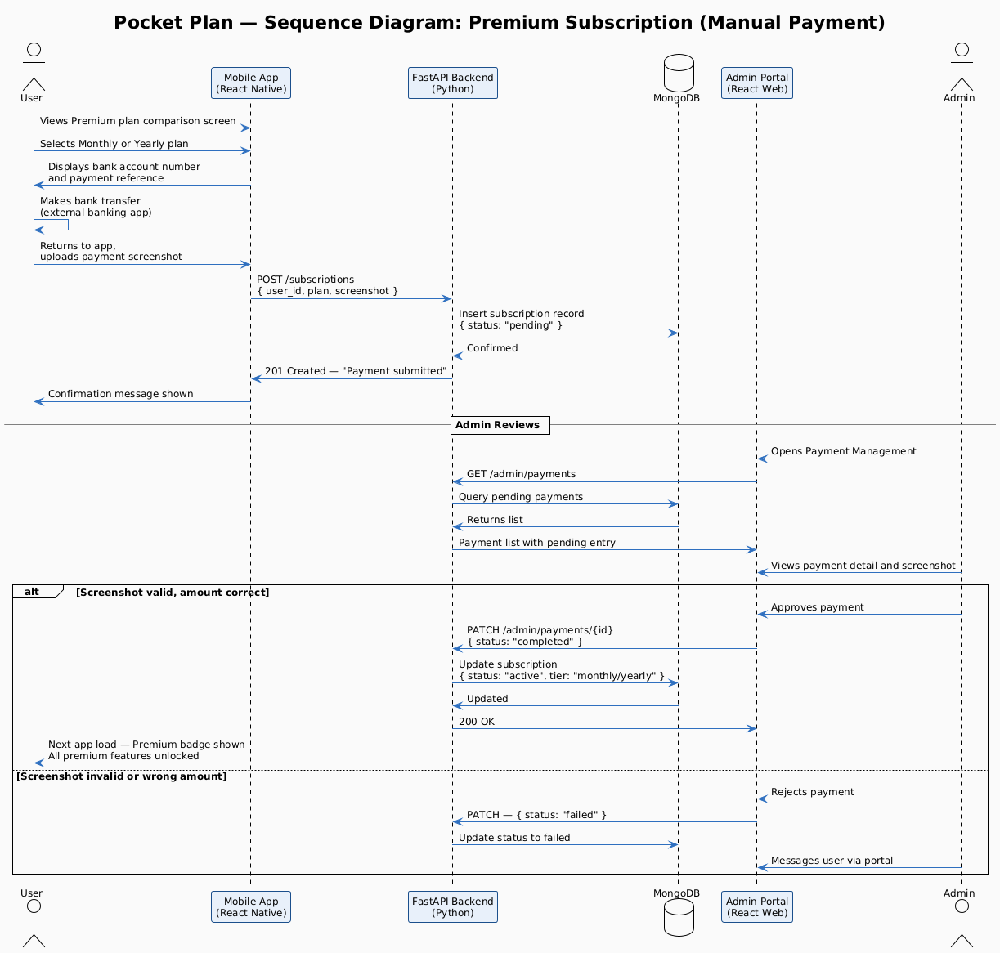 Pocket Plan — Sequence Diagram: Premium Subscription (Manual Payment)
User
Mobile App
(React Native)
FastAPI Backend
(Python)
MongoDB
Admin Portal
(React Web)
Admin
Views Premium plan comparison screen
Selects Monthly or Yearly plan
Displays bank account number
and payment reference
Makes bank transfer
(external banking app)
Returns to app,
uploads payment screenshot
POST /subscriptions
{ user_id, plan, screenshot }
Insert subscription record
{ status: "pending" }
Confirmed
201 Created — "Payment submitted"
Confirmation message shown
Admin Reviews
Opens Payment Management
GET /admin/payments
Query pending payments
Returns list
Payment list with pending entry
Views payment detail and screenshot
alt
[Screenshot valid, amount correct]
Approves payment
PATCH /admin/payments/{id}
{ status: "completed" }
Update subscription
{ status: "active", tier: "monthly/yearly" }
Updated
200 OK
Next app load — Premium badge shown
All premium features unlocked
[Screenshot invalid or wrong amount]
Rejects payment
PATCH — { status: "failed" }
Update status to failed
Messages user via portal
User
Mobile App
(React Native)
FastAPI Backend
(Python)
MongoDB
Admin Portal
(React Web)
Admin